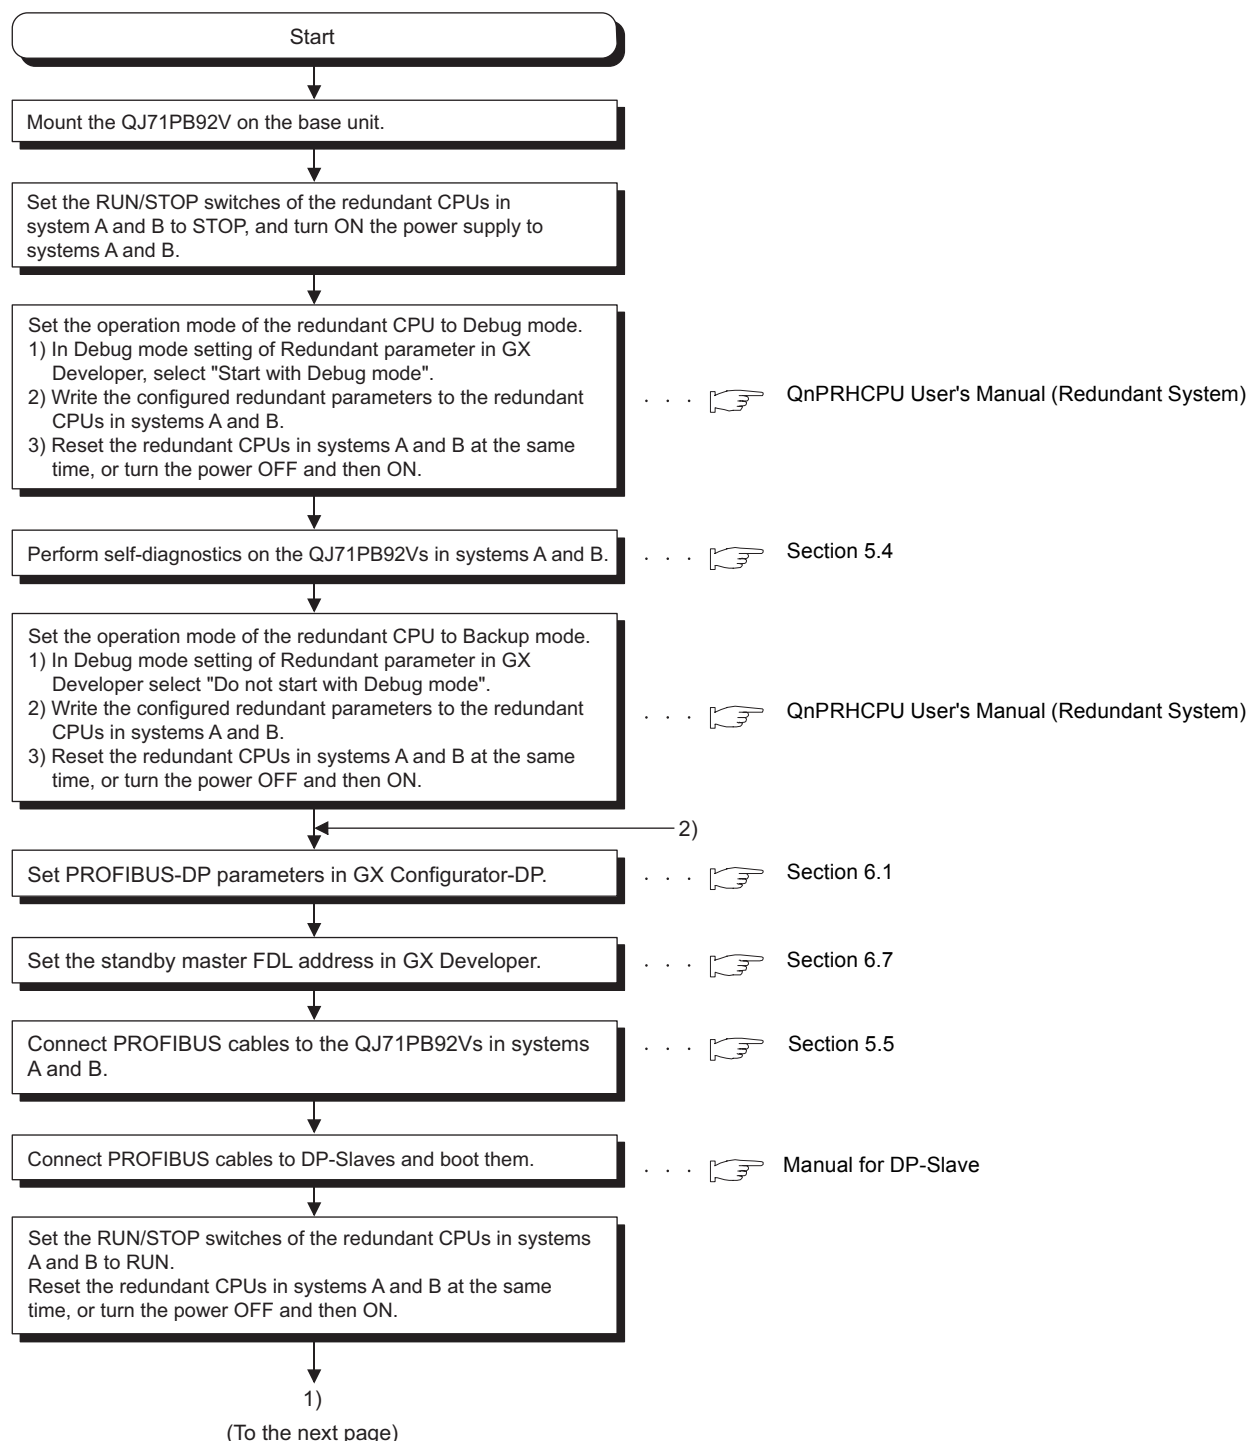 Start
Mount the QJ71PB92V on the base unit.
Set the RUN/STOP switches of the redundant CPUs in
system A and B to STOP, and turn ON the power supply to
systems A and B.
Set the operation mode of the redundant CPU to Debug mode.
1) In Debug mode setting of Redundant parameter in GX
Developer, select "Start with Debug mode".
2) Write the configured redundant parameters to the redundant
CPUs in systems A and B.
3) Reset the redundant CPUs in systems A and B at the same
time, or turn the power OFF and then ON.
. . . QnPRHCPU User's Manual (Redundant System)
Perform self-diagnostics on the QJ71PB92Vs in systems A and B.
. . . Section 5.4
Set the operation mode of the redundant CPU to Backup mode.
1) In Debug mode setting of Redundant parameter in GX
Developer select "Do not start with Debug mode".
2) Write the configured redundant parameters to the redundant
CPUs in systems A and B.
3) Reset the redundant CPUs in systems A and B at the same
time, or turn the power OFF and then ON.
. . . QnPRHCPU User's Manual (Redundant System)
2)
Set PROFIBUS-DP parameters in GX Configurator-DP.
. . . Section 6.1
Set the standby master FDL address in GX Developer.
. . . Section 6.7
Connect PROFIBUS cables to the QJ71PB92Vs in systems
A and B.
. . . Section 5.5
Connect PROFIBUS cables to DP-Slaves and boot them.
. . . Manual for DP-Slave
Set the RUN/STOP switches of the redundant CPUs in systems
A and B to RUN.
Reset the redundant CPUs in systems A and B at the same
time, or turn the power OFF and then ON.
1)
(To the next page)